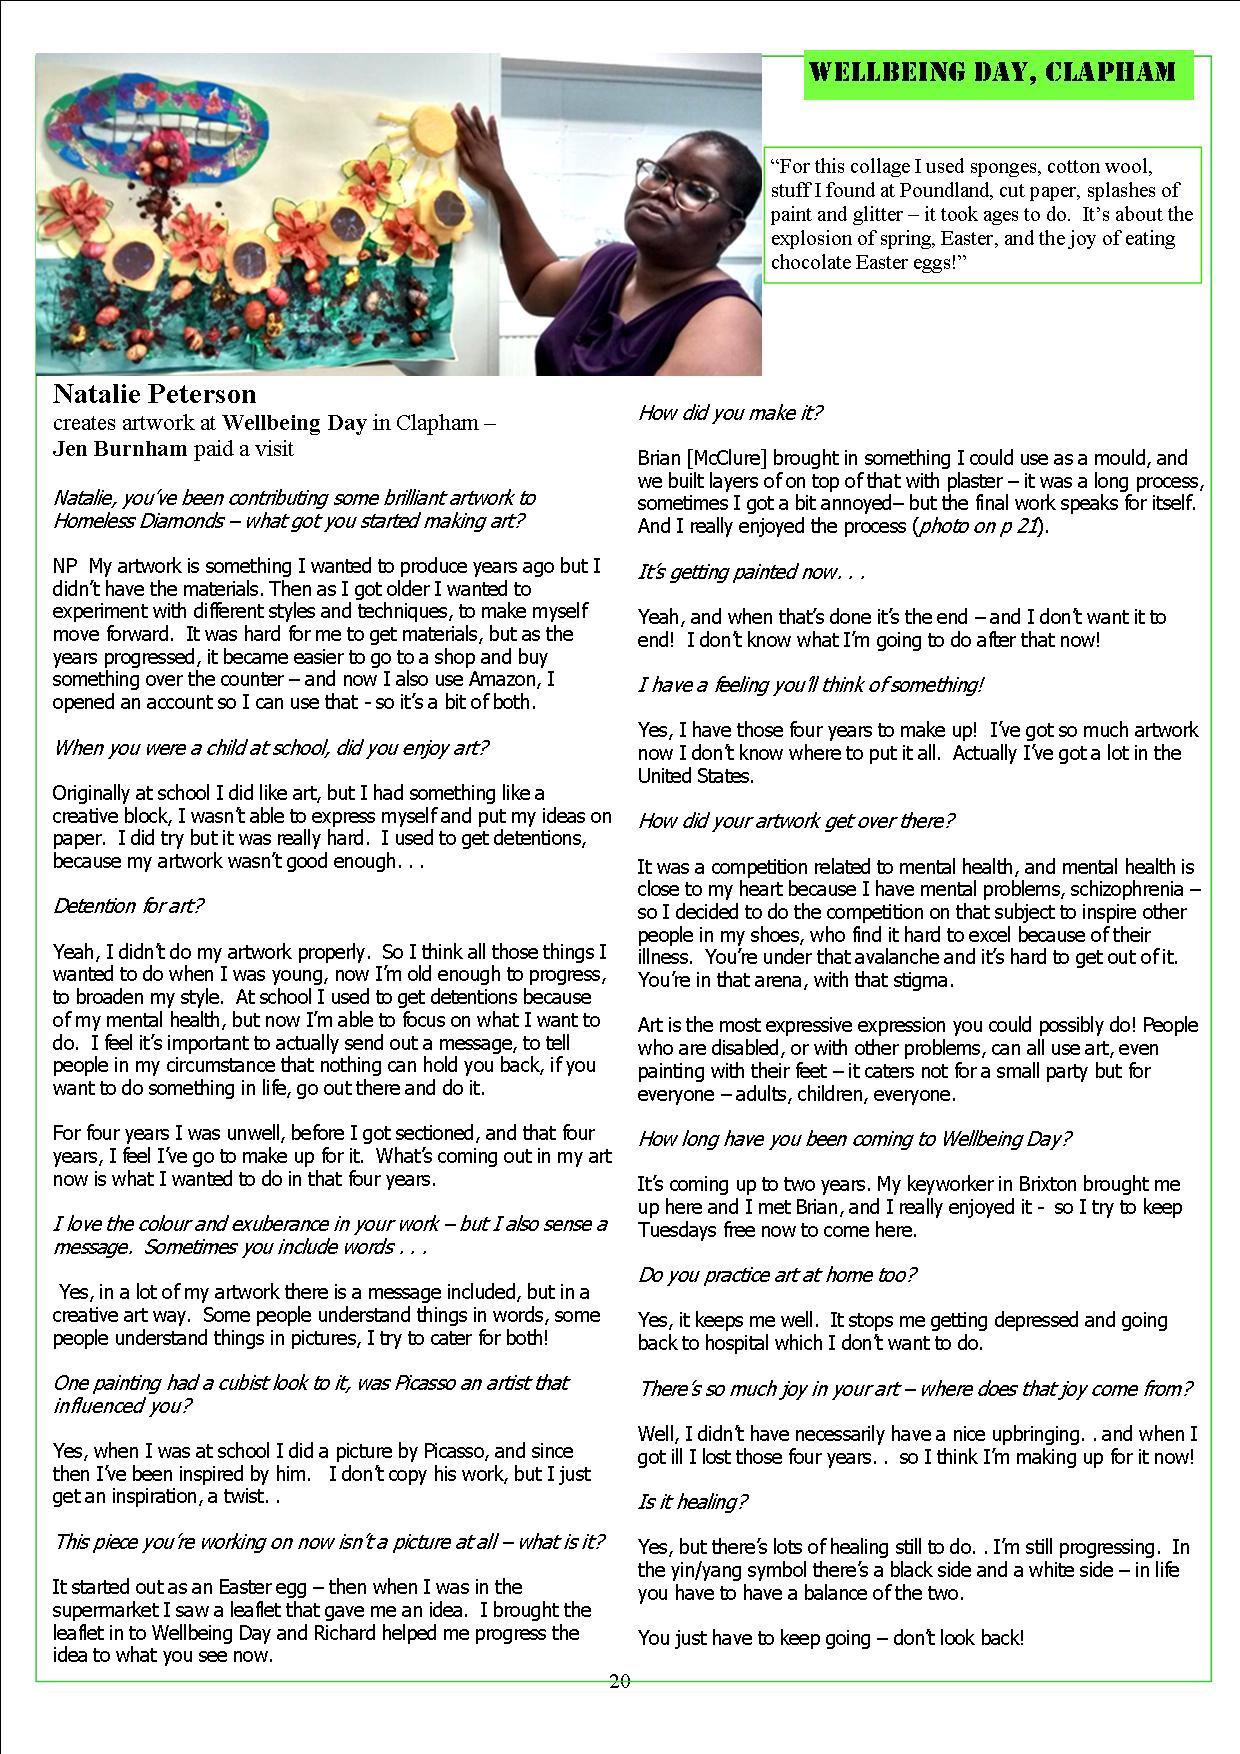 WELLBEING DAY, CLAPHAM
“For this collage I used sponges, cotton wool,
stuff I found at Poundland, cut paper, splashes of
paint and glitter – it took ages to do.  It’s about the
explosion of spring, Easter, and the joy of eating
chocolate Easter eggs!”
Natalie Peterson
creates artwork at Wellbeing Day in Clapham –
Jen Burnham paid a visit
Natalie, you’ve been contributing some brilliant artwork to
Homeless Diamonds – what got you started making art?
NP  My artwork is something I wanted to produce years ago but I
didn’t have the materials. Then as I got older I wanted to
experiment with different styles and techniques, to make myself
move forward.  It was hard for me to get materials, but as the
years progressed, it became easier to go to a shop and buy
something over the counter – and now I also use Amazon, I
opened an account so I can use that - so it’s a bit of both.
When you were a child at school, did you enjoy art?
Originally at school I did like art, but I had something like a
creative block, I wasn’t able to express myself and put my ideas on
paper.  I did try but it was really hard.  I used to get detentions,
because my artwork wasn’t good enough. . .
Detention for art?
Yeah, I didn’t do my artwork properly.  So I think all those things I
wanted to do when I was young, now I’m old enough to progress,
to broaden my style.  At school I used to get detentions because
of my mental health, but now I’m able to focus on what I want to
do.  I feel it’s important to actually send out a message, to tell
people in my circumstance that nothing can hold you back, if you
want to do something in life, go out there and do it.
For four years I was unwell, before I got sectioned, and that four
years, I feel I’ve go to make up for it.  What’s coming out in my art
now is what I wanted to do in that four years.
I love the colour and exuberance in your work – but I also sense a
message.  Sometimes you include words . . .
Yes, in a lot of my artwork there is a message included, but in a
creative art way.  Some people understand things in words, some
people understand things in pictures, I try to cater for both!
One painting had a cubist look to it, was Picasso an artist that
influenced you?
Yes, when I was at school I did a picture by Picasso, and since
then I’ve been inspired by him.   I don’t copy his work, but I just
get an inspiration, a twist. .
This piece you’re working on now isn’t a picture at all – what is it?
It started out as an Easter egg – then when I was in the
supermarket I saw a leaflet that gave me an idea.  I brought the
leaflet in to Wellbeing Day and Richard helped me progress the
idea to what you see now.
How did you make it?
Brian [McClure] brought in something I could use as a mould, and
we built layers of on top of that with plaster – it was a long process,
sometimes I got a bit annoyed– but the final work speaks for itself.
And I really enjoyed the process (photo on p 21).
It’s getting painted now. . .
Yeah, and when that’s done it’s the end – and I don’t want it to
end!  I don’t know what I’m going to do after that now!
I have a feeling you’ll think of something!
Yes, I have those four years to make up!  I’ve got so much artwork
now I don’t know where to put it all.  Actually I’ve got a lot in the
United States.
How did your artwork get over there?
It was a competition related to mental health, and mental health is
close to my heart because I have mental problems, schizophrenia –
so I decided to do the competition on that subject to inspire other
people in my shoes, who find it hard to excel because of their
illness.  You’re under that avalanche and it’s hard to get out of it.
You’re in that arena, with that stigma.
Art is the most expressive expression you could possibly do! People
who are disabled, or with other problems, can all use art, even
painting with their feet – it caters not for a small party but for
everyone – adults, children, everyone.
How long have you been coming to Wellbeing Day?
It’s coming up to two years. My keyworker in Brixton brought me
up here and I met Brian, and I really enjoyed it -  so I try to keep
Tuesdays free now to come here.
Do you practice art at home too?
Yes, it keeps me well.  It stops me getting depressed and going
back to hospital which I don’t want to do.
There’s so much joy in your art – where does that joy come from?
Well, I didn’t have necessarily have a nice upbringing. . and when I
got ill I lost those four years. .  so I think I’m making up for it now!
Is it healing?
Yes, but there’s lots of healing still to do. . I’m still progressing.  In
the yin/yang symbol there’s a black side and a white side – in life
you have to have a balance of the two.
You just have to keep going – don’t look back!
20